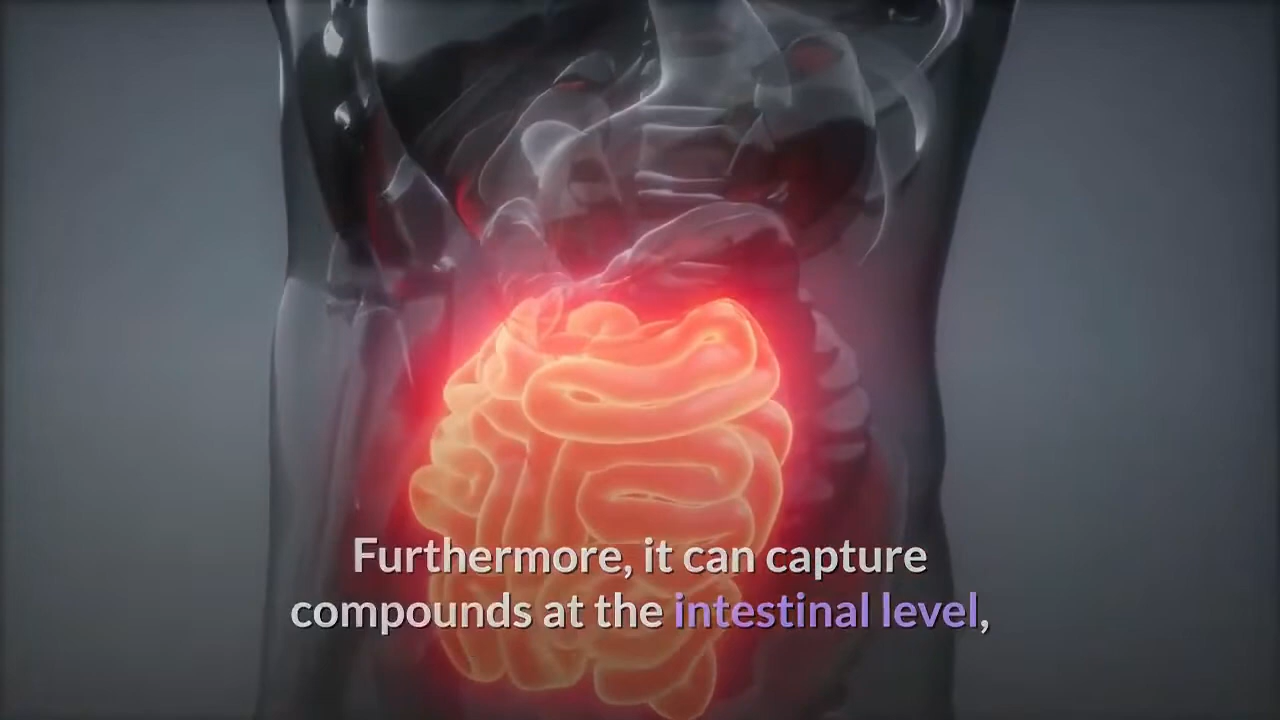 Furthermore, it can capture
compounds at the intestinal level,